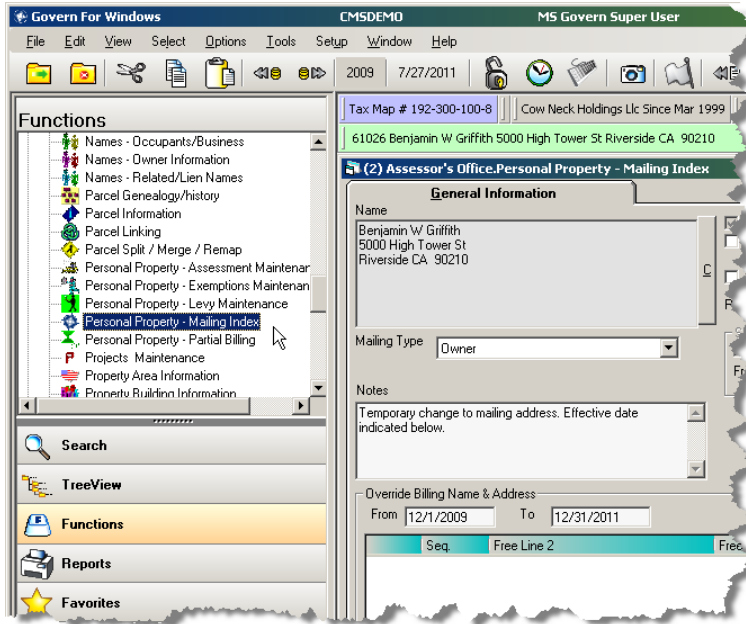 Govern For Windows CMSDEMO MS Govern Super User
File Edit View Select Options Tools Setup Window Help
2009 7/27/2011
Functions
Names - Occupants/Business
Names - Owner Information
Names - Related/Lien Names
Parcel Genealogy/history
Parcel Information
Parcel Linking
Parcel Split / Merge / Remap
Personal Property - Assessment Maintenar
Personal Property - Exemptions Maintenan
Personal Property - Levy Maintenance
Personal Property - Mailing Index
Personal Property - Partial Billing
Projects Maintenance
Property Area Information
Property Building Information
Search
TreeView
Functions
Reports
Favorites
Tax Map # 192-300-100-8 Cow Neck Holdings Llc Since Mar 1999
61026 Benjamin W Griffith 5000 High Tower St Riverside CA 90210
(2) Assessor's Office.Personal Property - Mailing Index
General Information
Name
Benjamin W Griffith
5000 High Tower St
Riverside CA 90210
C
Mailing Type Owner
Notes
Temporary change to mailing address. Effective date
indicated below.
Override Billing Name & Address
From 12/1/2009 To 12/31/2011
Seq. Free Line 2 Free